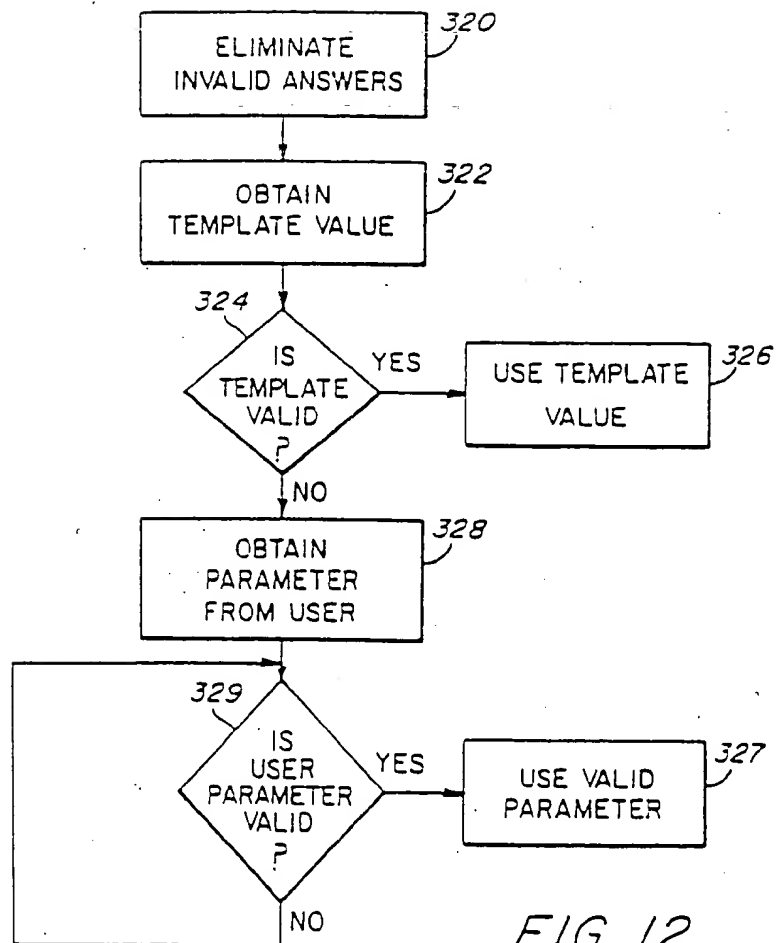 320
ELIMINATE
INVALID ANSWERS
322
OBTAIN
TEMPLATE VALUE
324
IS
TEMPLATE
VALID
?
YES
326
USE TEMPLATE
VALUE
NO
328
OBTAIN
PARAMETER
FROM USER
329
IS
USER
PARAMETER
VALID
?
YES
327
USE VALID
PARAMETER
NO
FIG. 12